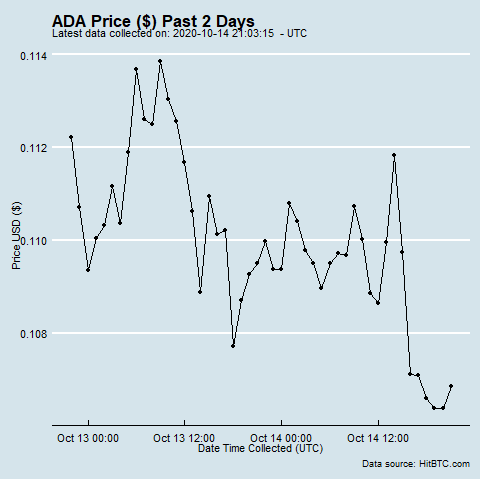 ADA Price ($) Past 2 Days
Latest data collected on: 2020-10-14 21:03:15 - UTC
0.114
0.112
0.110
0.108
Price USD ($)
Oct 13 00:00 Oct 13 12:00 Oct 14 00:00 Oct 14 12:00
Date Time Collected (UTC)
Data source: HitBTC.com